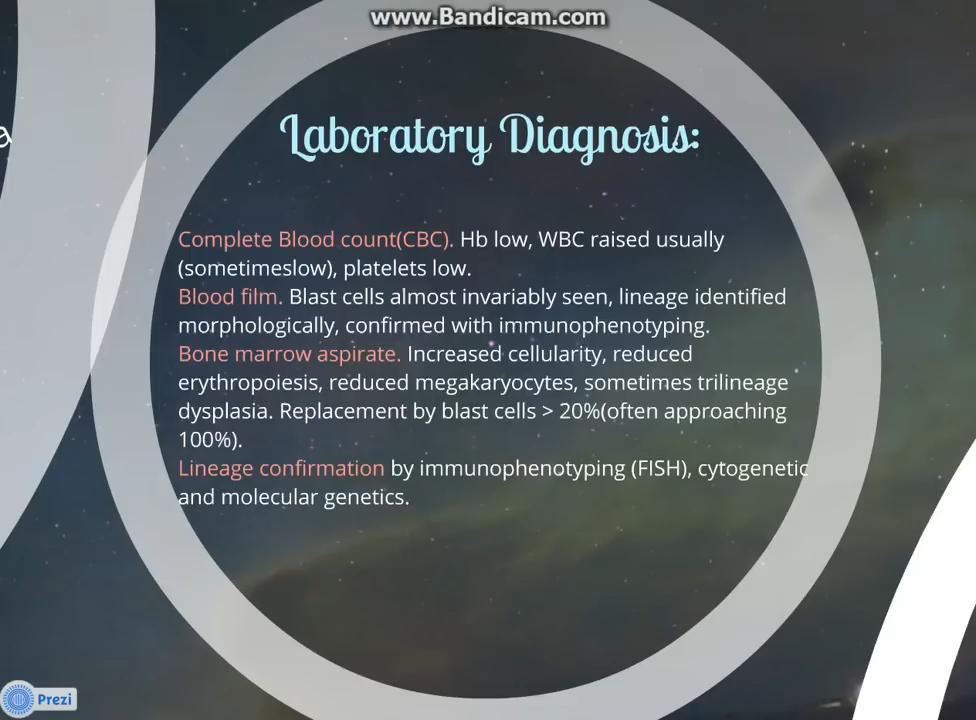 www.Bandicam.com
a
Laboratory Diagnosis:
Complete Blood count(CBC). Hb low, WBC raised usually
(sometimeslow), platelets low.
Blood film. Blast cells almost invariably seen, lineage identified
morphologically, confirmed with immunophenotyping.
Bone marrow aspirate. Increased cellularity, reduced
erythropoiesis, reduced megakaryocytes, sometimes trilineage
dysplasia. Replacement by blast cells > 20%(often approaching
100%).
Lineage confirmation by immunophenotyping (FISH), cytogenetic
and molecular genetics.
Prezi